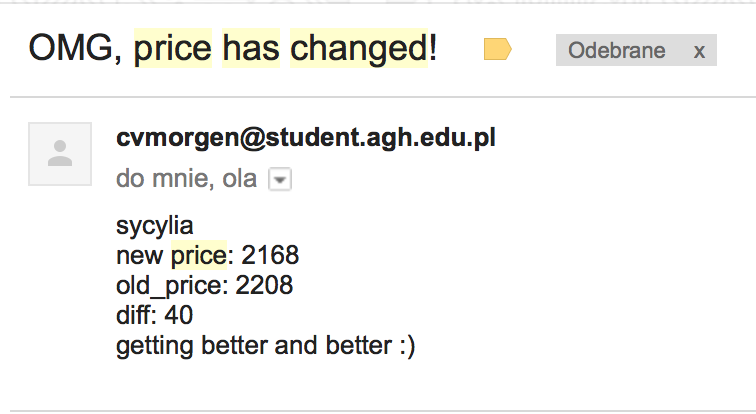 OMG, price has changed!
Odebrane x
cvmorgen@student.agh.edu.pl
do mnie, ola
sycylia
new price: 2168
old_price: 2208
diff: 40
getting better and better :)